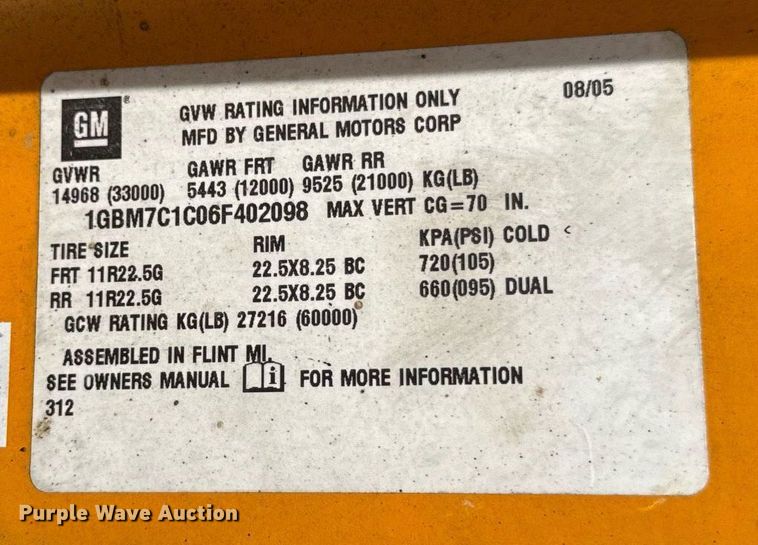 GM® GVW RATING INFORMATION ONLY 08/05
MFD BY GENERAL MOTORS CORP
GVWR GAWR FRT GAWR RR
14968 (33000) 5443 (12000) 9525 (21000) KG(LB)
1GBM7C1C06F402098 MAX VERT CG=70 IN.
TIRE SIZE RIM KPA(PSI) COLD
FRT 11R22.5G 22.5X8.25 BC 720(105)
RR 11R22.5G 22.5X8.25 BC 660(095) DUAL
GCW RATING KG(LB) 27216 (60000)
ASSEMBLED IN FLINT MI.
SEE OWNERS MANUAL i FOR MORE INFORMATION
312
Purple Wave Auction